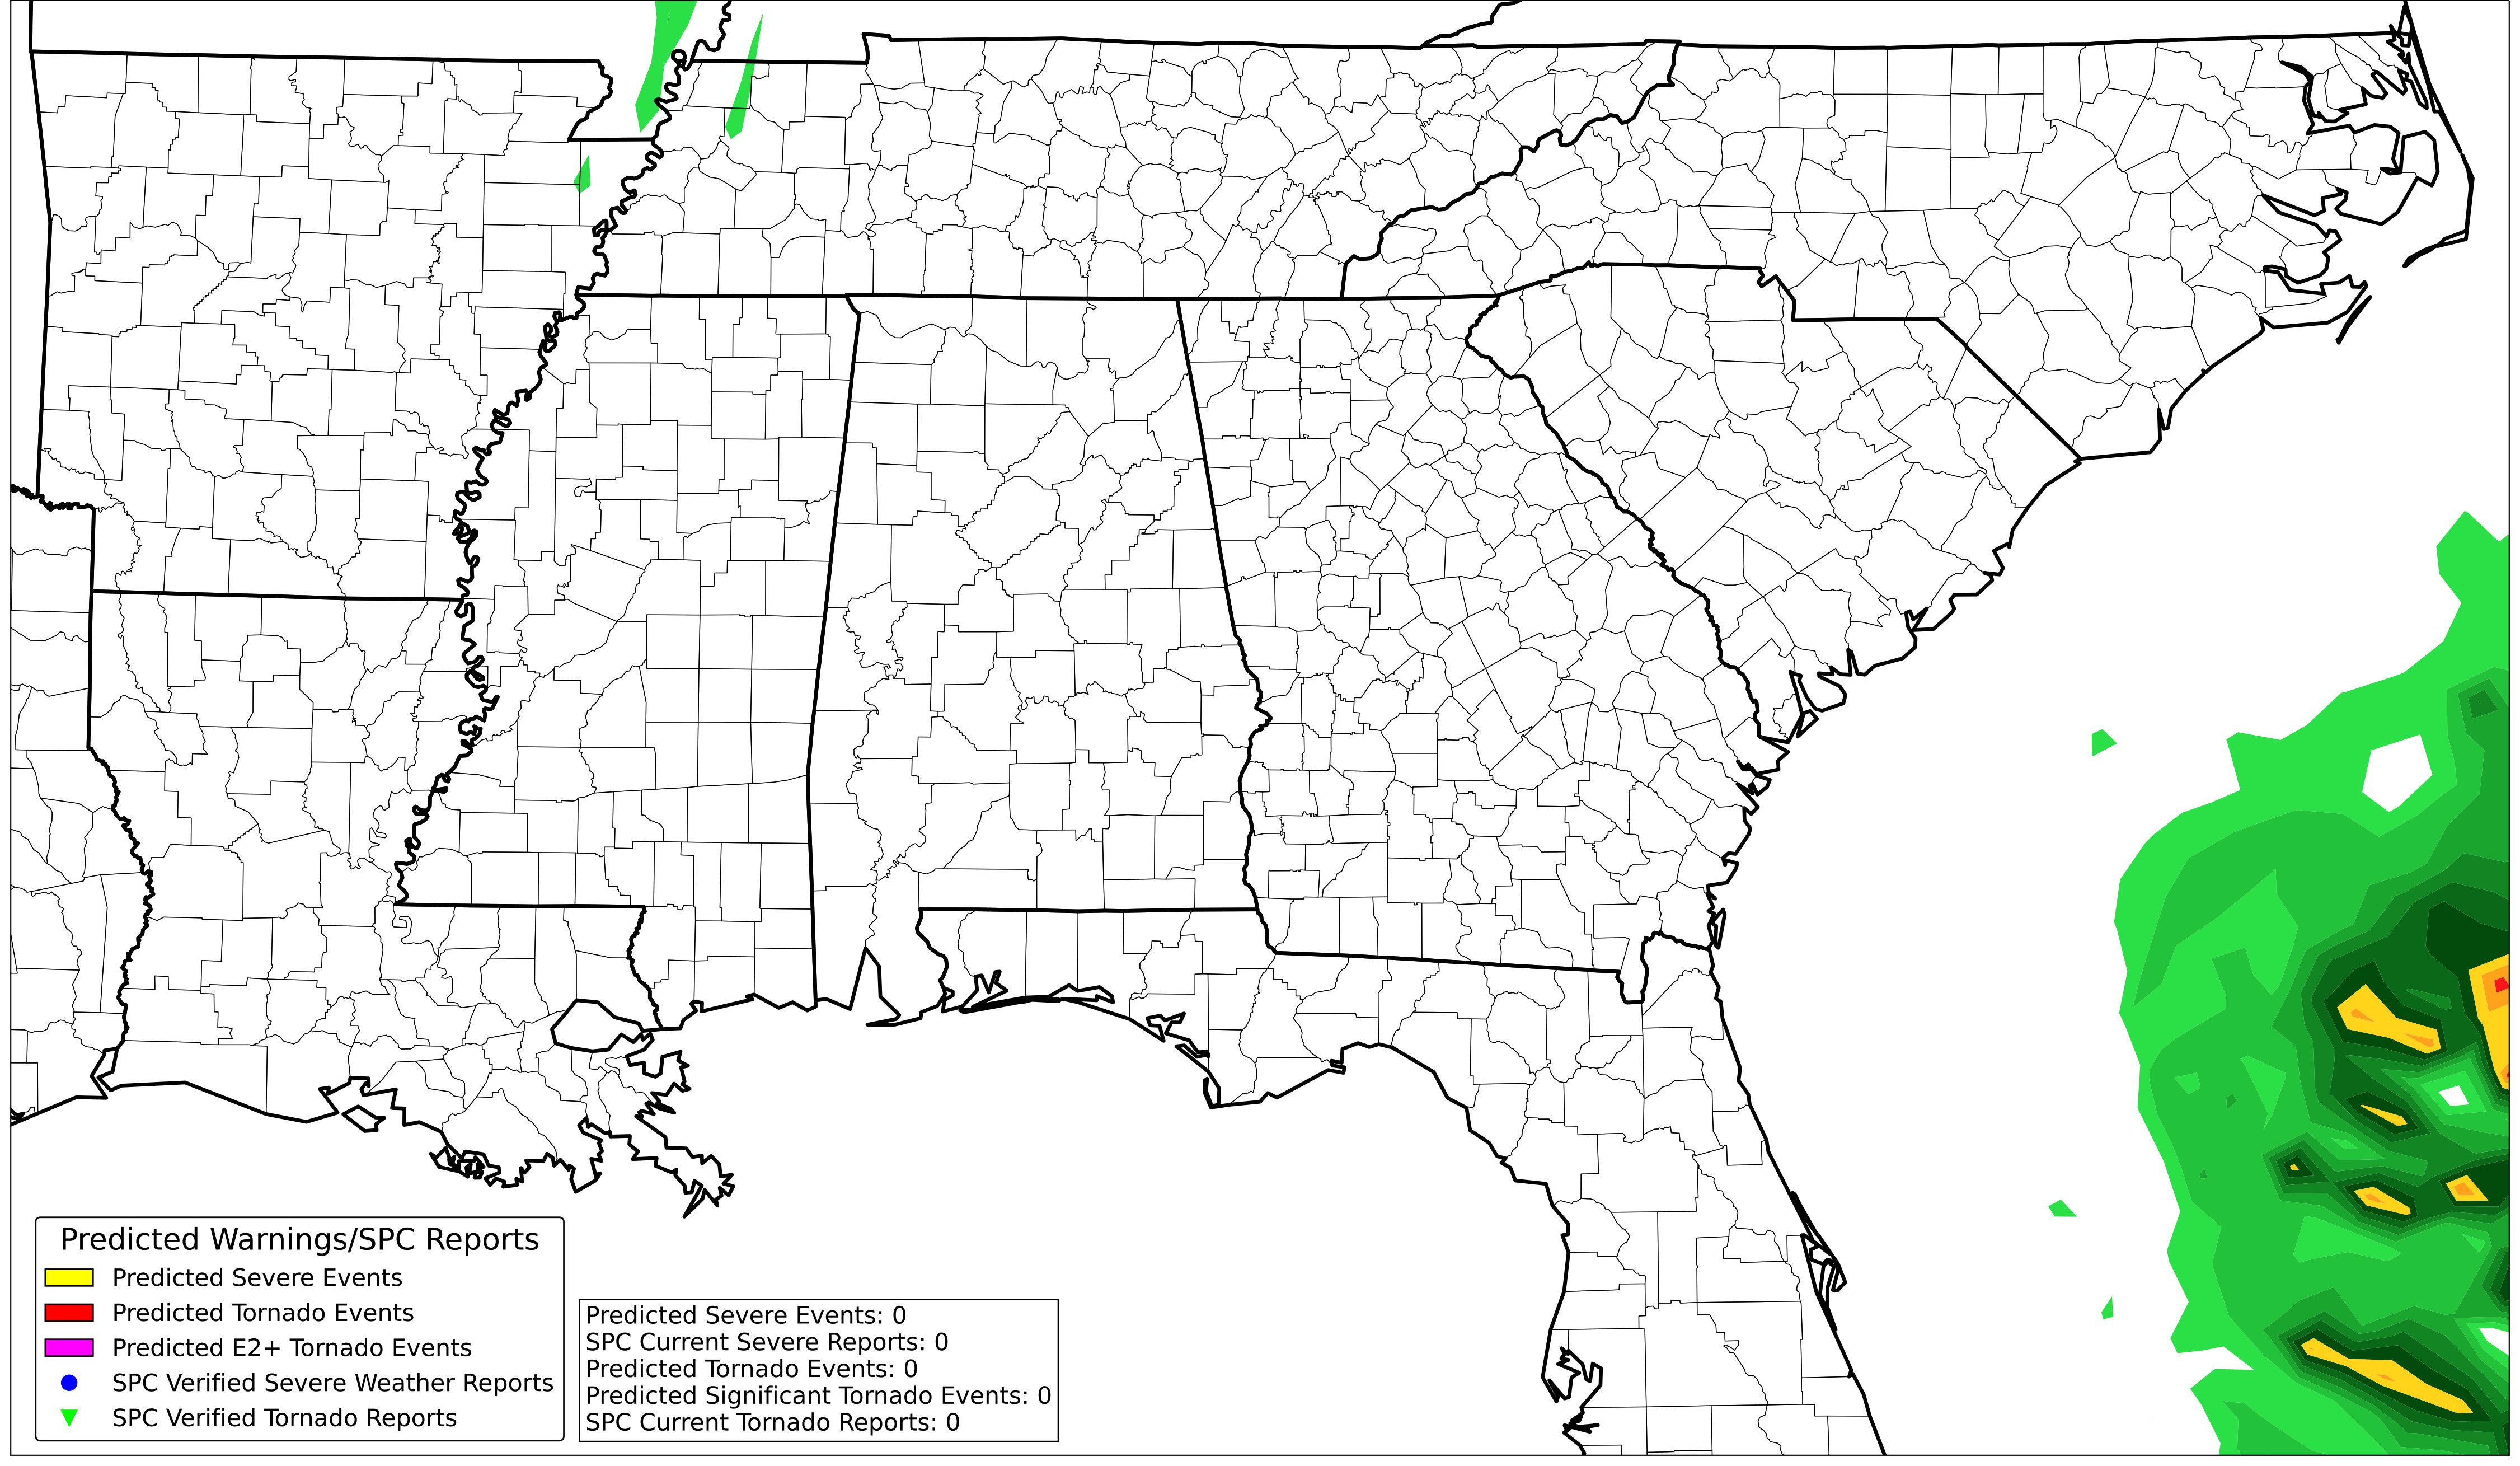 Predicted Warnings/SPC Reports
Predicted Severe Events
Predicted Tornado Events
Predicted E2+ Tornado Events
SPC Verified Severe Weather Reports
SPC Verified Tornado Reports
Predicted Severe Events: 0
SPC Current Severe Reports: 0
Predicted Tornado Events: 0
Predicted Significant Tornado Events: 0
SPC Current Tornado Reports: 0